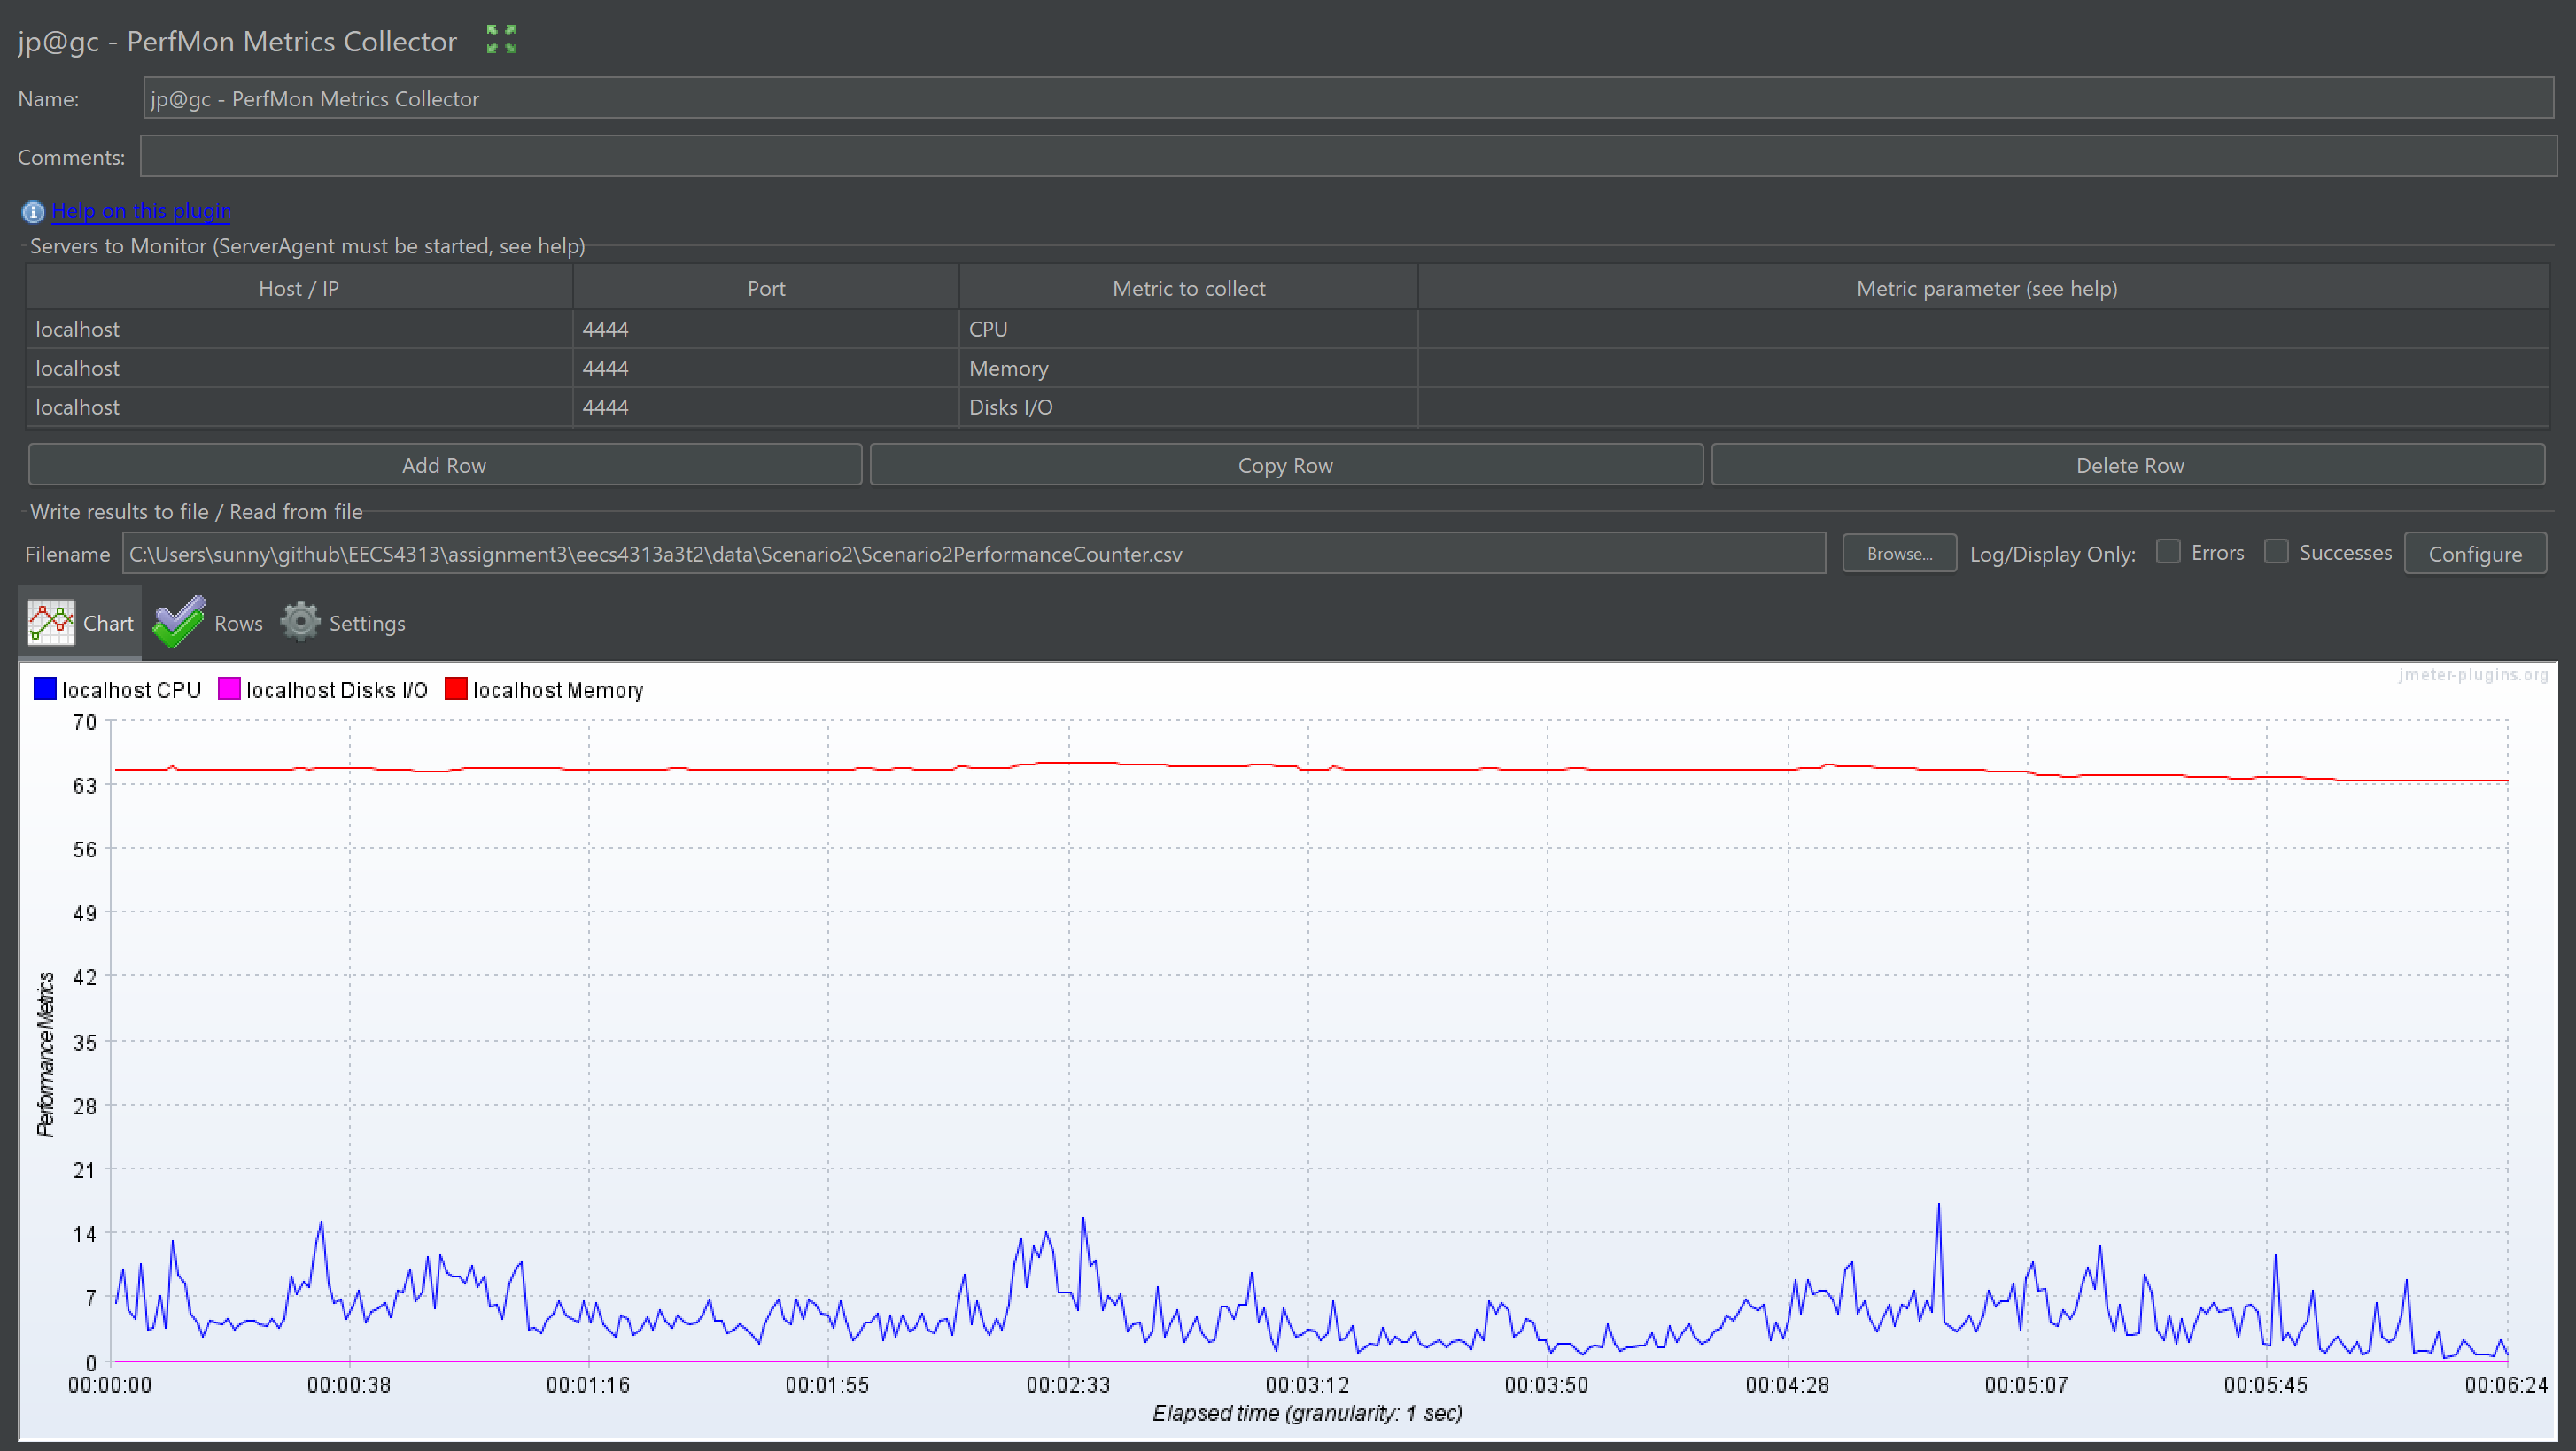 jp@gc - PerfMon Metrics Collector
Name: jp@gc - PerfMon Metrics Collector
Comments:
Help on this plugin
Servers to Monitor (ServerAgent must be started, see help)
Host / IP Port Metric to collect Metric parameter (see help)
localhost 4444 CPU
localhost 4444 Memory
localhost 4444 Disks I/O
Add Row Copy Row Delete Row
Write results to file / Read from file
Filename C:\Users\sunny\github\EECS4313\assignment3\eecs4313a3t2\data\Scenario2\Scenario2PerformanceCounter.csv Browse... Log/Display Only: Errors Successes Configure
Chart Rows Settings
localhost CPU localhost Disks I/O localhost Memory
jmeter-plugins.org
70
63
56
49
42
35
28
21
14
7
0
Performance Metrics
00:00:00 00:00:38 00:01:16 00:01:55 00:02:33 00:03:12 00:03:50 00:04:28 00:05:07 00:05:45 00:06:24
Elapsed time (granularity: 1 sec)